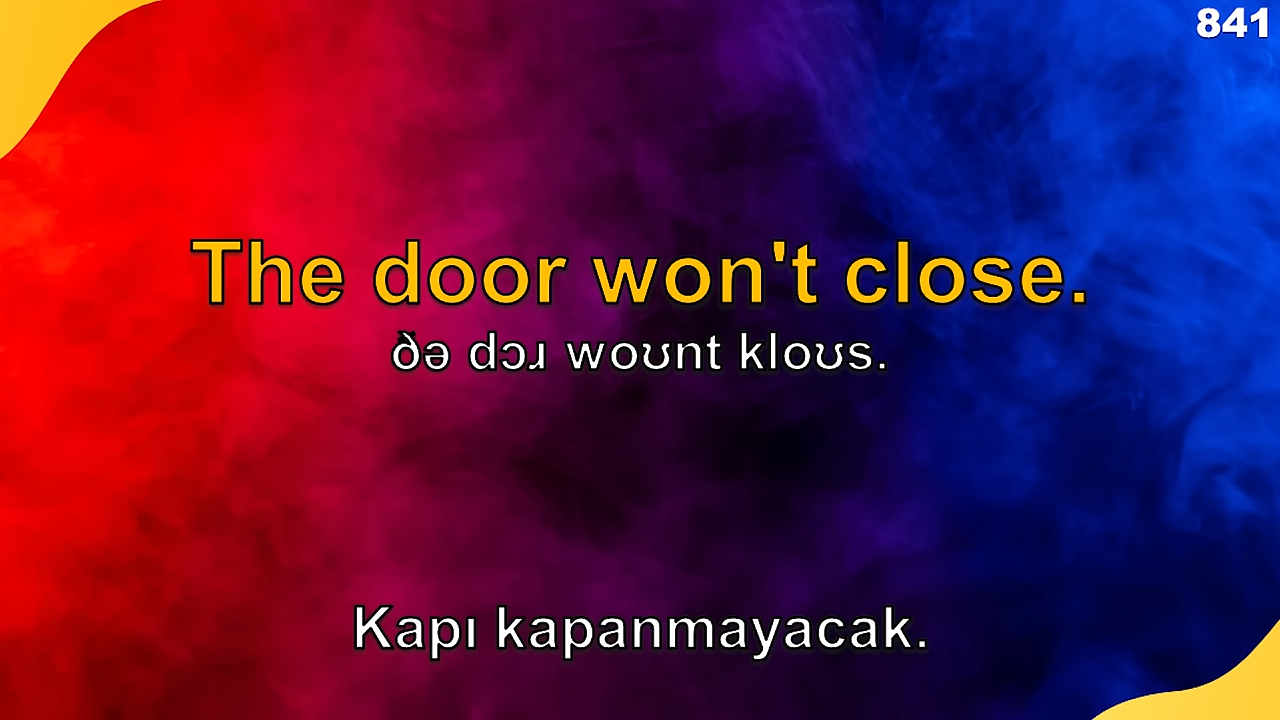 841
The door won't close.
ðə dɔɹ woʊnt kloʊs.
Kapı kapanmayacak.